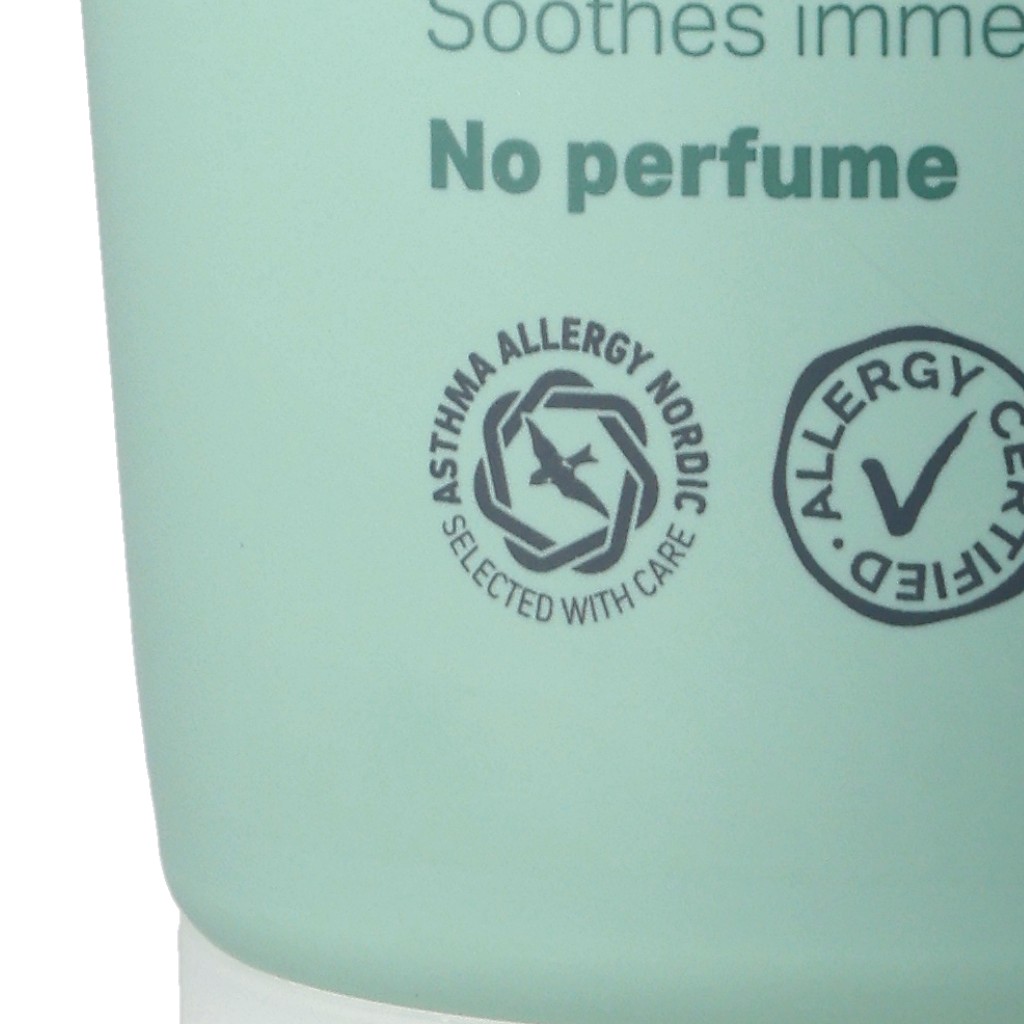 Soothes imme
No perfume
ASTHMA ALLERGY NORDIC
SELECTED WITH CARE
ALLERGY CERTIFIED